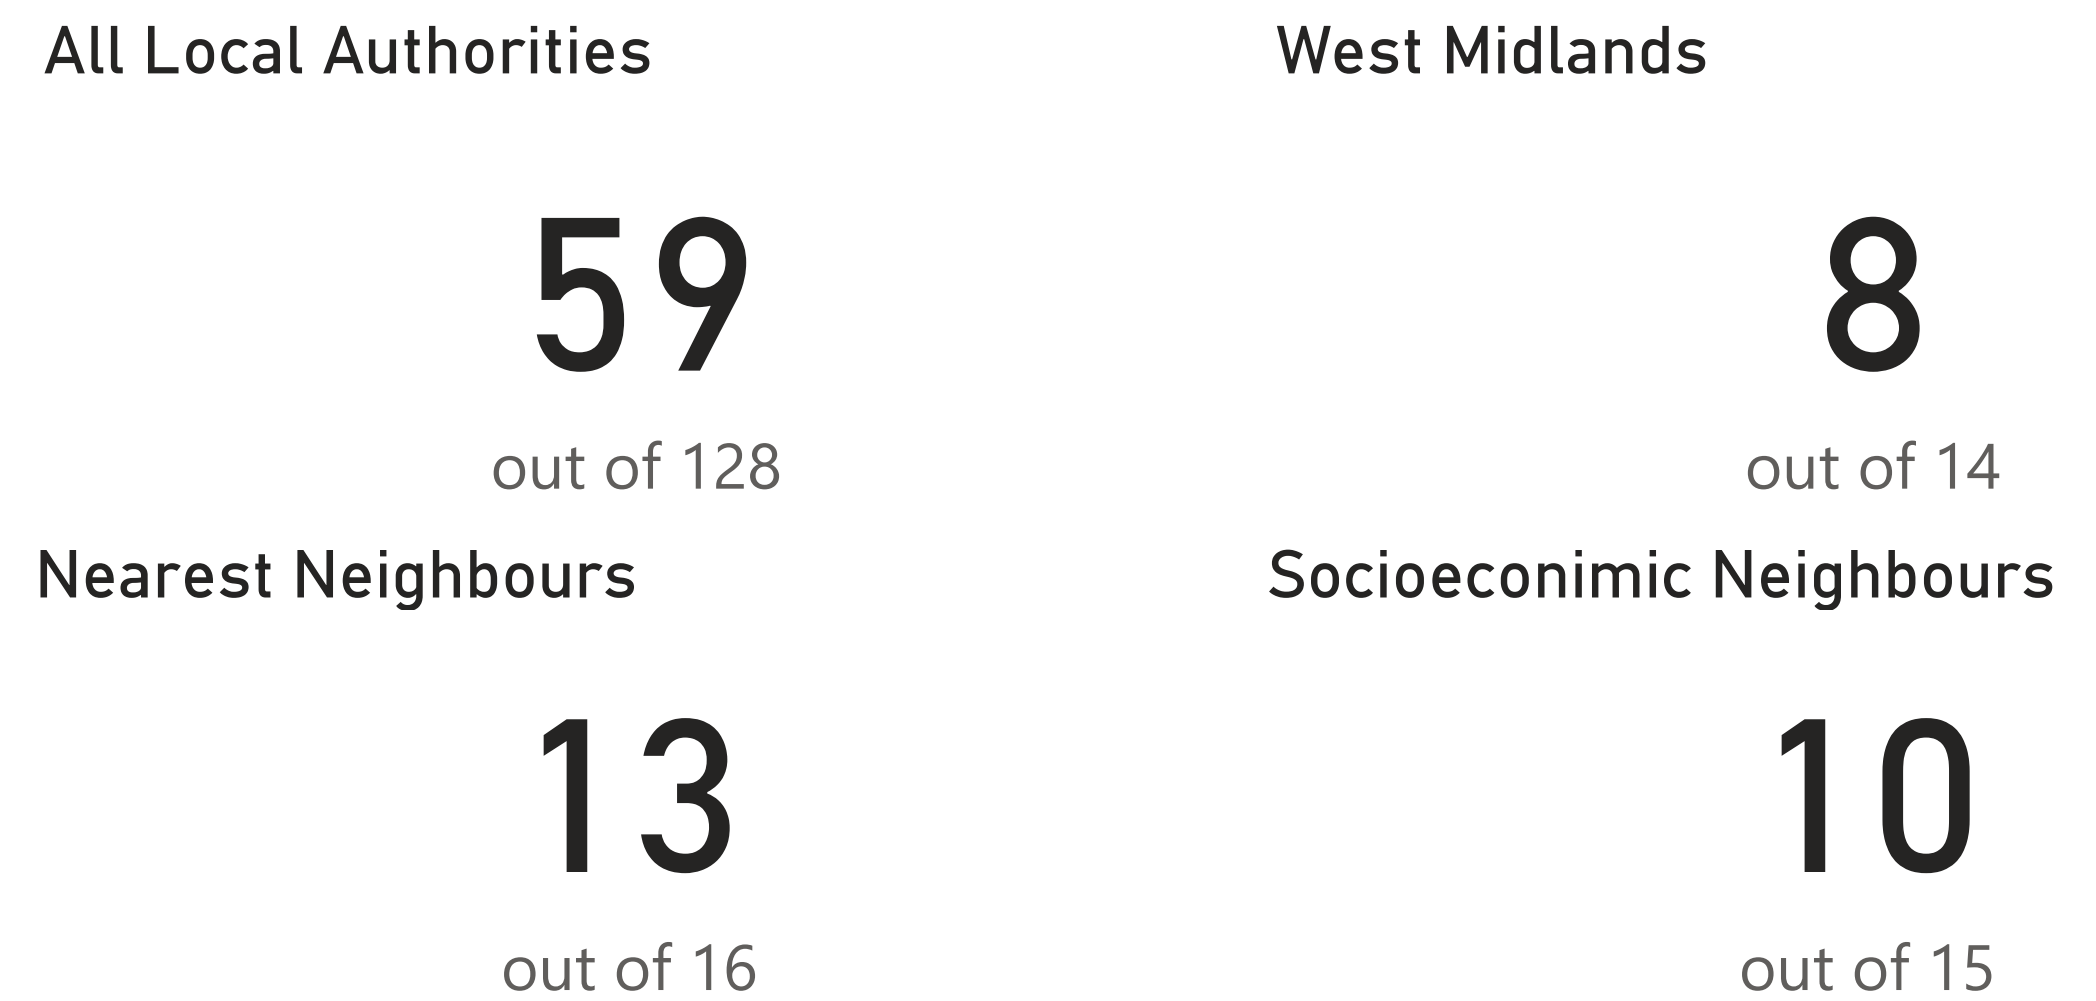 All Local Authorities
59
out of 128
West Midlands
8
out of 14
Nearest Neighbours
13
out of 16
Socioeconimic Neighbours
10
out of 15